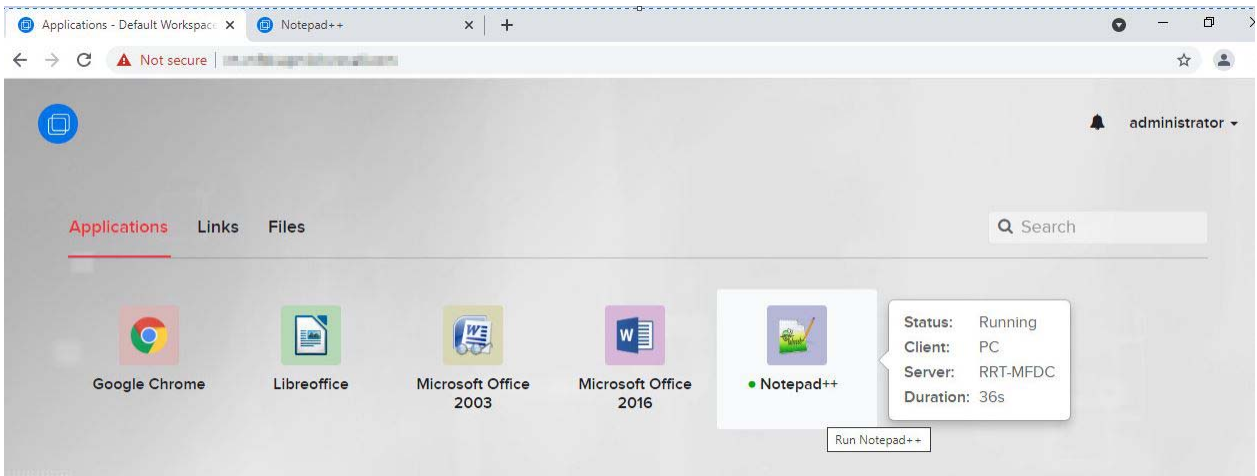 Applications - Default Workspac
Notepad++
Not secure
administrator
Applications Links Files
Search
Google Chrome
Libreoffice
Microsoft Office
2003
Microsoft Office
2016
Notepad++
Status: Running
Client: PC
Server: RRT-MFDC
Duration: 36s
Run Notepad++